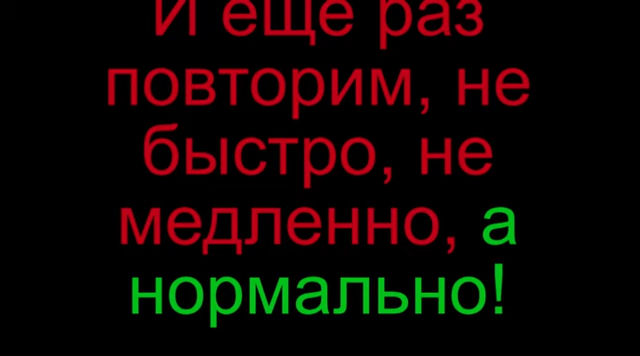 И еще раз
повторим, не
быстро, не
медленно, а
нормально!